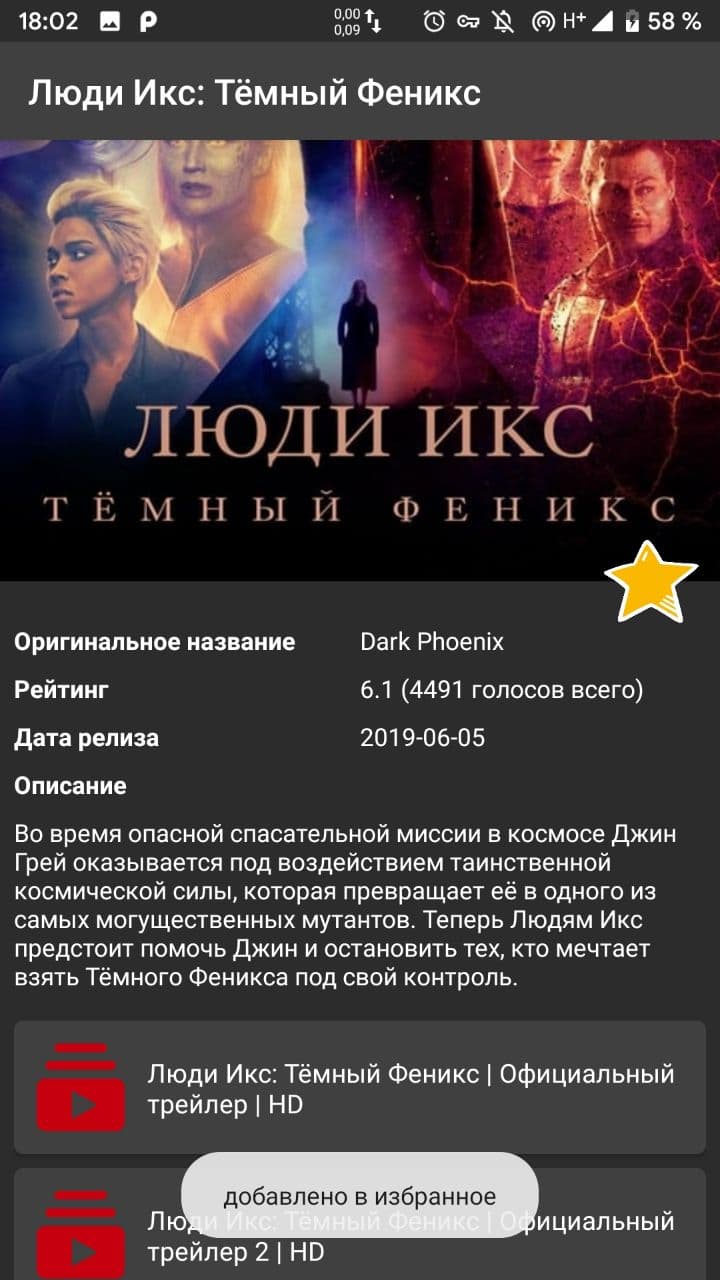 18:02
0,00
0,09
H+
58 %
Люди Икс: Тёмный Феникс
ЛЮДИ ИКС
ТЁМНЫЙ ФЕНИКС
Оригинальное название Dark Phoenix
Рейтинг 6.1 (4491 голосов всего)
Дата релиза 2019-06-05
Описание
Во время опасной спасательной миссии в космосе Джин
Грей оказывается под воздействием таинственной
космической силы, которая превращает её в одного из
самых могущественных мутантов. Теперь Людям Икс
предстоит помочь Джин и остановить тех, кто мечтает
взять Тёмного Феникса под свой контроль.
Люди Икс: Тёмный Феникс | Официальный
трейлер | HD
добавлено в избранное
Люди Икс: Тёмный Феникс | Официальный
трейлер 2 | HD